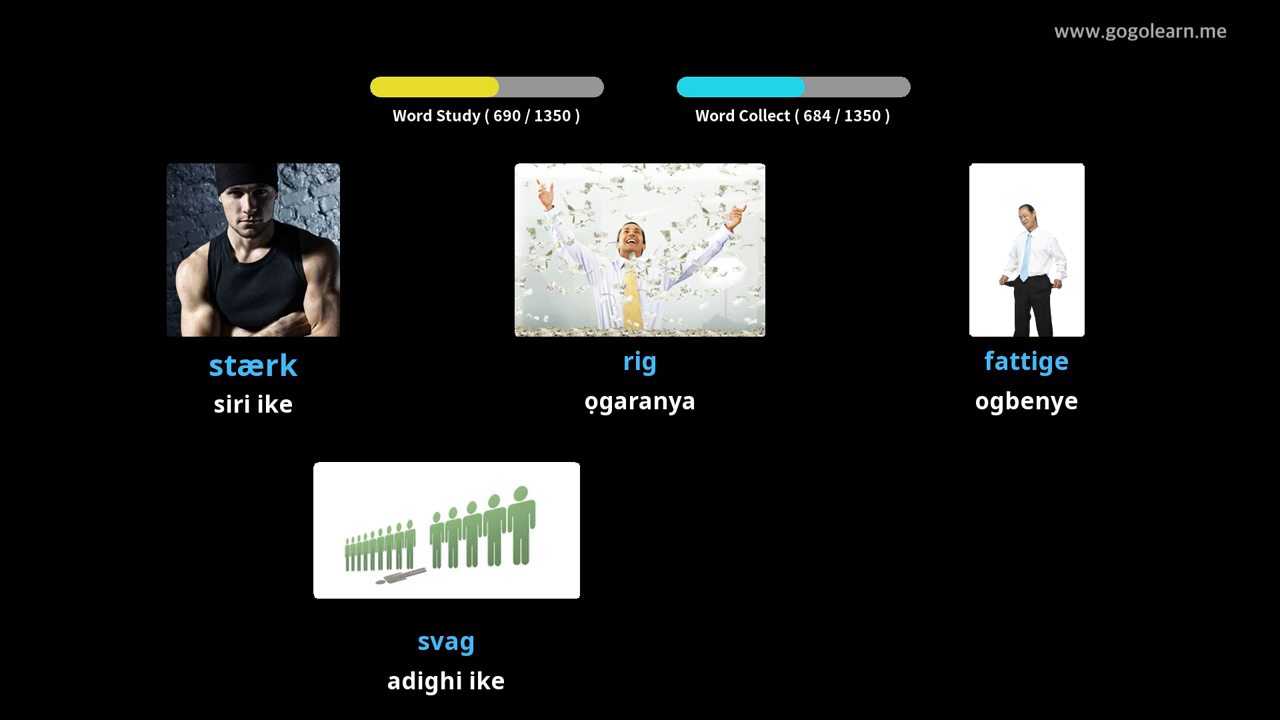 www.gogolearn.me
Word Study ( 690 / 1350 )
Word Collect ( 684 / 1350 )
stærk
siri ike
rig
ọgaranya
fattige
ogbenye
svag
adighi ike